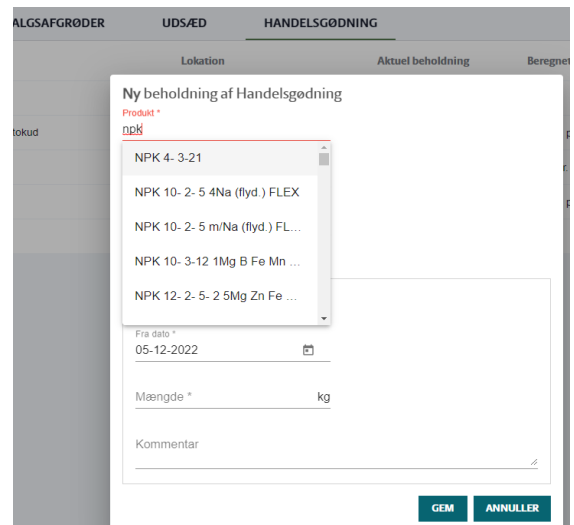 ALGSAFGRØDER UDSÆD HANDELSGØDNING
Lokation Aktuel beholdning Beregnet
Ny beholdning af Handelsgødning
Produkt *
npk
tokud
NPK 4- 3-21
NPK 10- 2- 5 4Na (flyd.) FLEX
NPK 10- 2- 5 m/Na (flyd.) FL...
NPK 10- 3-12 1Mg B Fe Mn ...
NPK 12- 2- 5- 2 5Mg Zn Fe ...
Fra dato *
05-12-2022
Mængde * kg
Kommentar
GEM ANNULLER